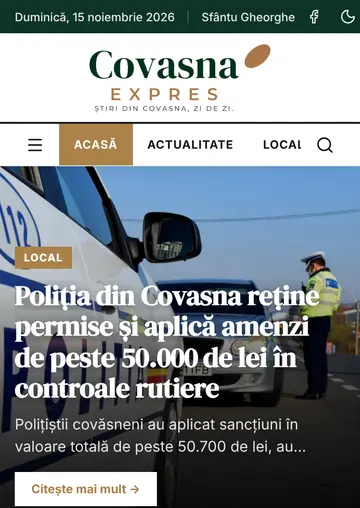 Duminică, 15 noiembrie 2026 Sfântu Gheorghe
Covasna
EXPRES
ȘTIRI DIN COVASNA, ZI DE ZI.
ACASĂ ACTUALITATE LOCAL
112
LOCAL
Poliția din Covasna reține
permise și aplică amenzi
de peste 50.000 de lei în
controale rutiere
Polițiștii covăsneni au aplicat sancțiuni în
valoare totală de peste 50.700 de lei, au...
Citește mai mult →